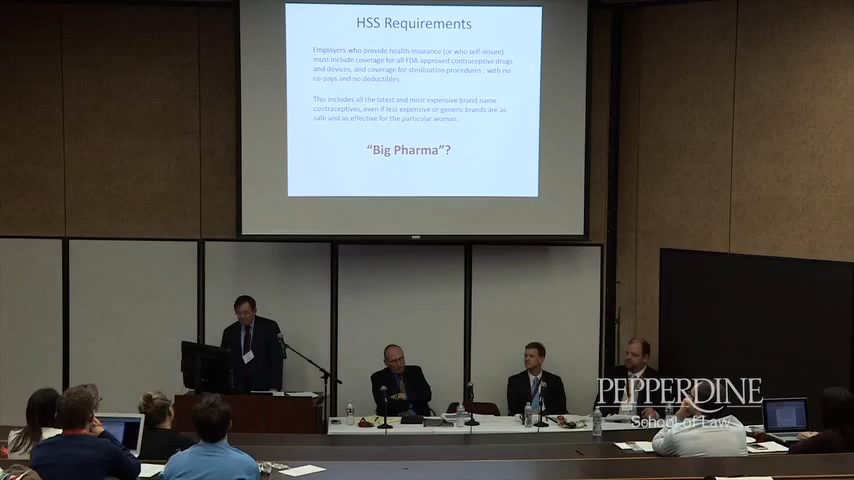 HSS Requirements
Employers who provide health insurance (or who self-insure)
must include coverage for all FDA approved contraceptive drugs
and devices, and coverage for sterilization procedures , with no
co-pays and no deductibles.
This includes all the latest and most expensive brand name
contraceptives, even if less expensive or generic brands are as
safe and as effective for the particular woman.
“Big Pharma”?
PEPPERDINE
School of Law